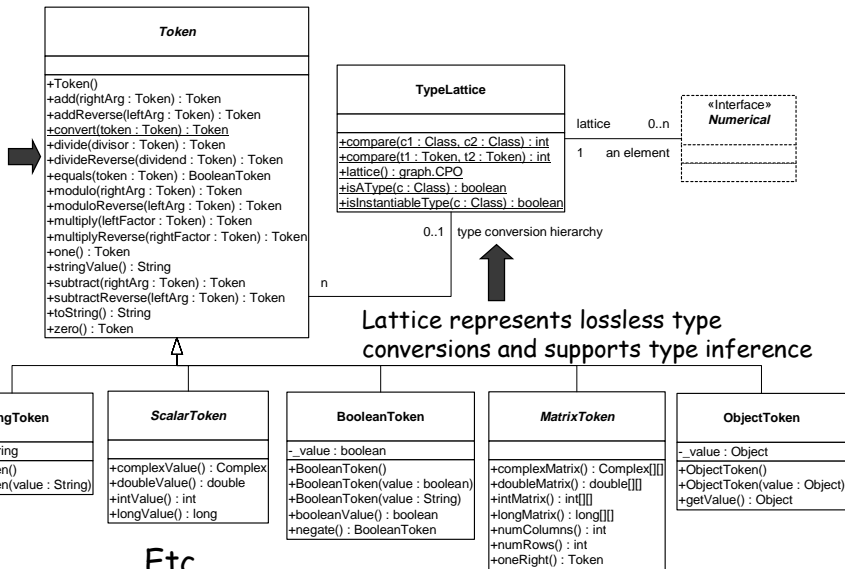 Token
+Token()
+add(rightArg : Token) : Token
+addReverse(leftArg : Token) : Token
+convert(token : Token) : Token
+divide(divisor : Token) : Token
+divideReverse(dividend : Token) : Token
+equals(token : Token) : BooleanToken
+modulo(rightArg : Token) : Token
+moduloReverse(leftArg : Token) : Token
+multiply(leftFactor : Token) : Token
+multiplyReverse(rightFactor : Token) : Token
+one() : Token
+stringValue() : String
+subtract(rightArg : Token) : Token
+subtractReverse(leftArg : Token) : Token
+toString() : String
+zero() : Token
TypeLattice
+compare(c1 : Class, c2 : Class) : int
+compare(t1 : Token, t2 : Token) : int
+lattice() : graph.CPO
+isAType(c : Class) : boolean
+isInstantiableType(c : Class) : boolean
lattice 0..n
1 an element
«Interface»
Numerical
0..1 type conversion hierarchy
n
Lattice represents lossless type
conversions and supports type inference
ngToken
ring
en()
en(value : String)
ScalarToken
+complexValue() : Complex
+doubleValue() : double
+intValue() : int
+longValue() : long
BooleanToken
-_value : boolean
+BooleanToken()
+BooleanToken(value : boolean)
+BooleanToken(value : String)
+booleanValue() : boolean
+negate() : BooleanToken
MatrixToken
+complexMatrix() : Complex[][]
+doubleMatrix() : double[][]
+intMatrix() : int[][]
+longMatrix() : long[][]
+numColumns() : int
+numRows() : int
+oneRight() : Token
ObjectToken
-_value : Object
+ObjectToken()
+ObjectToken(value : Object)
+getValue() : Object
Etc